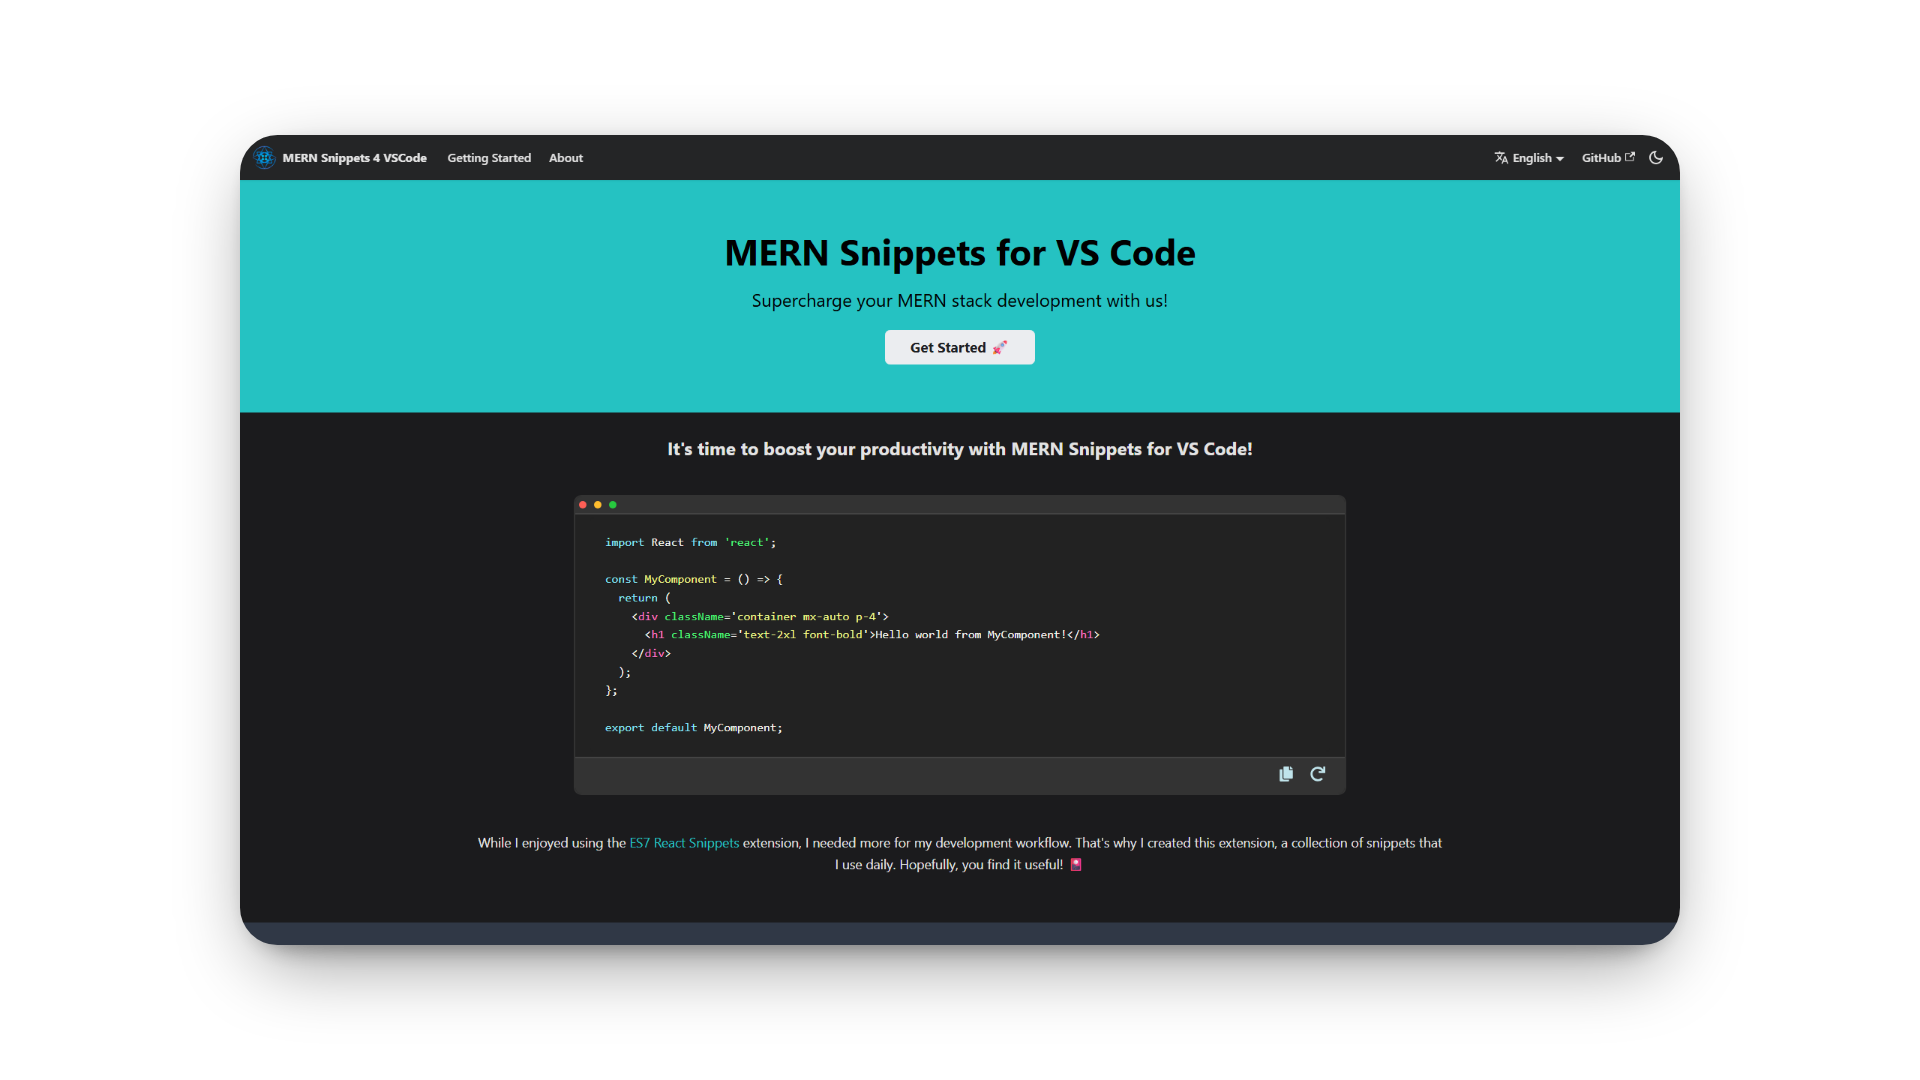 MERN Snippets 4 VSCode Getting Started About English GitHub
MERN Snippets for VS Code
Supercharge your MERN stack development with us!
Get Started 🚀
It's time to boost your productivity with MERN Snippets for VS Code!
import React from 'react';
const MyComponent = () => {
  return (
    <div className='container mx-auto p-4'>
      <h1 className='text-2xl font-bold'>Hello world from MyComponent!</h1>
    </div>
  );
};
export default MyComponent;
While I enjoyed using the ES7 React Snippets extension, I needed more for my development workflow. That's why I created this extension, a collection of snippets that
I use daily. Hopefully, you find it useful! 🎴